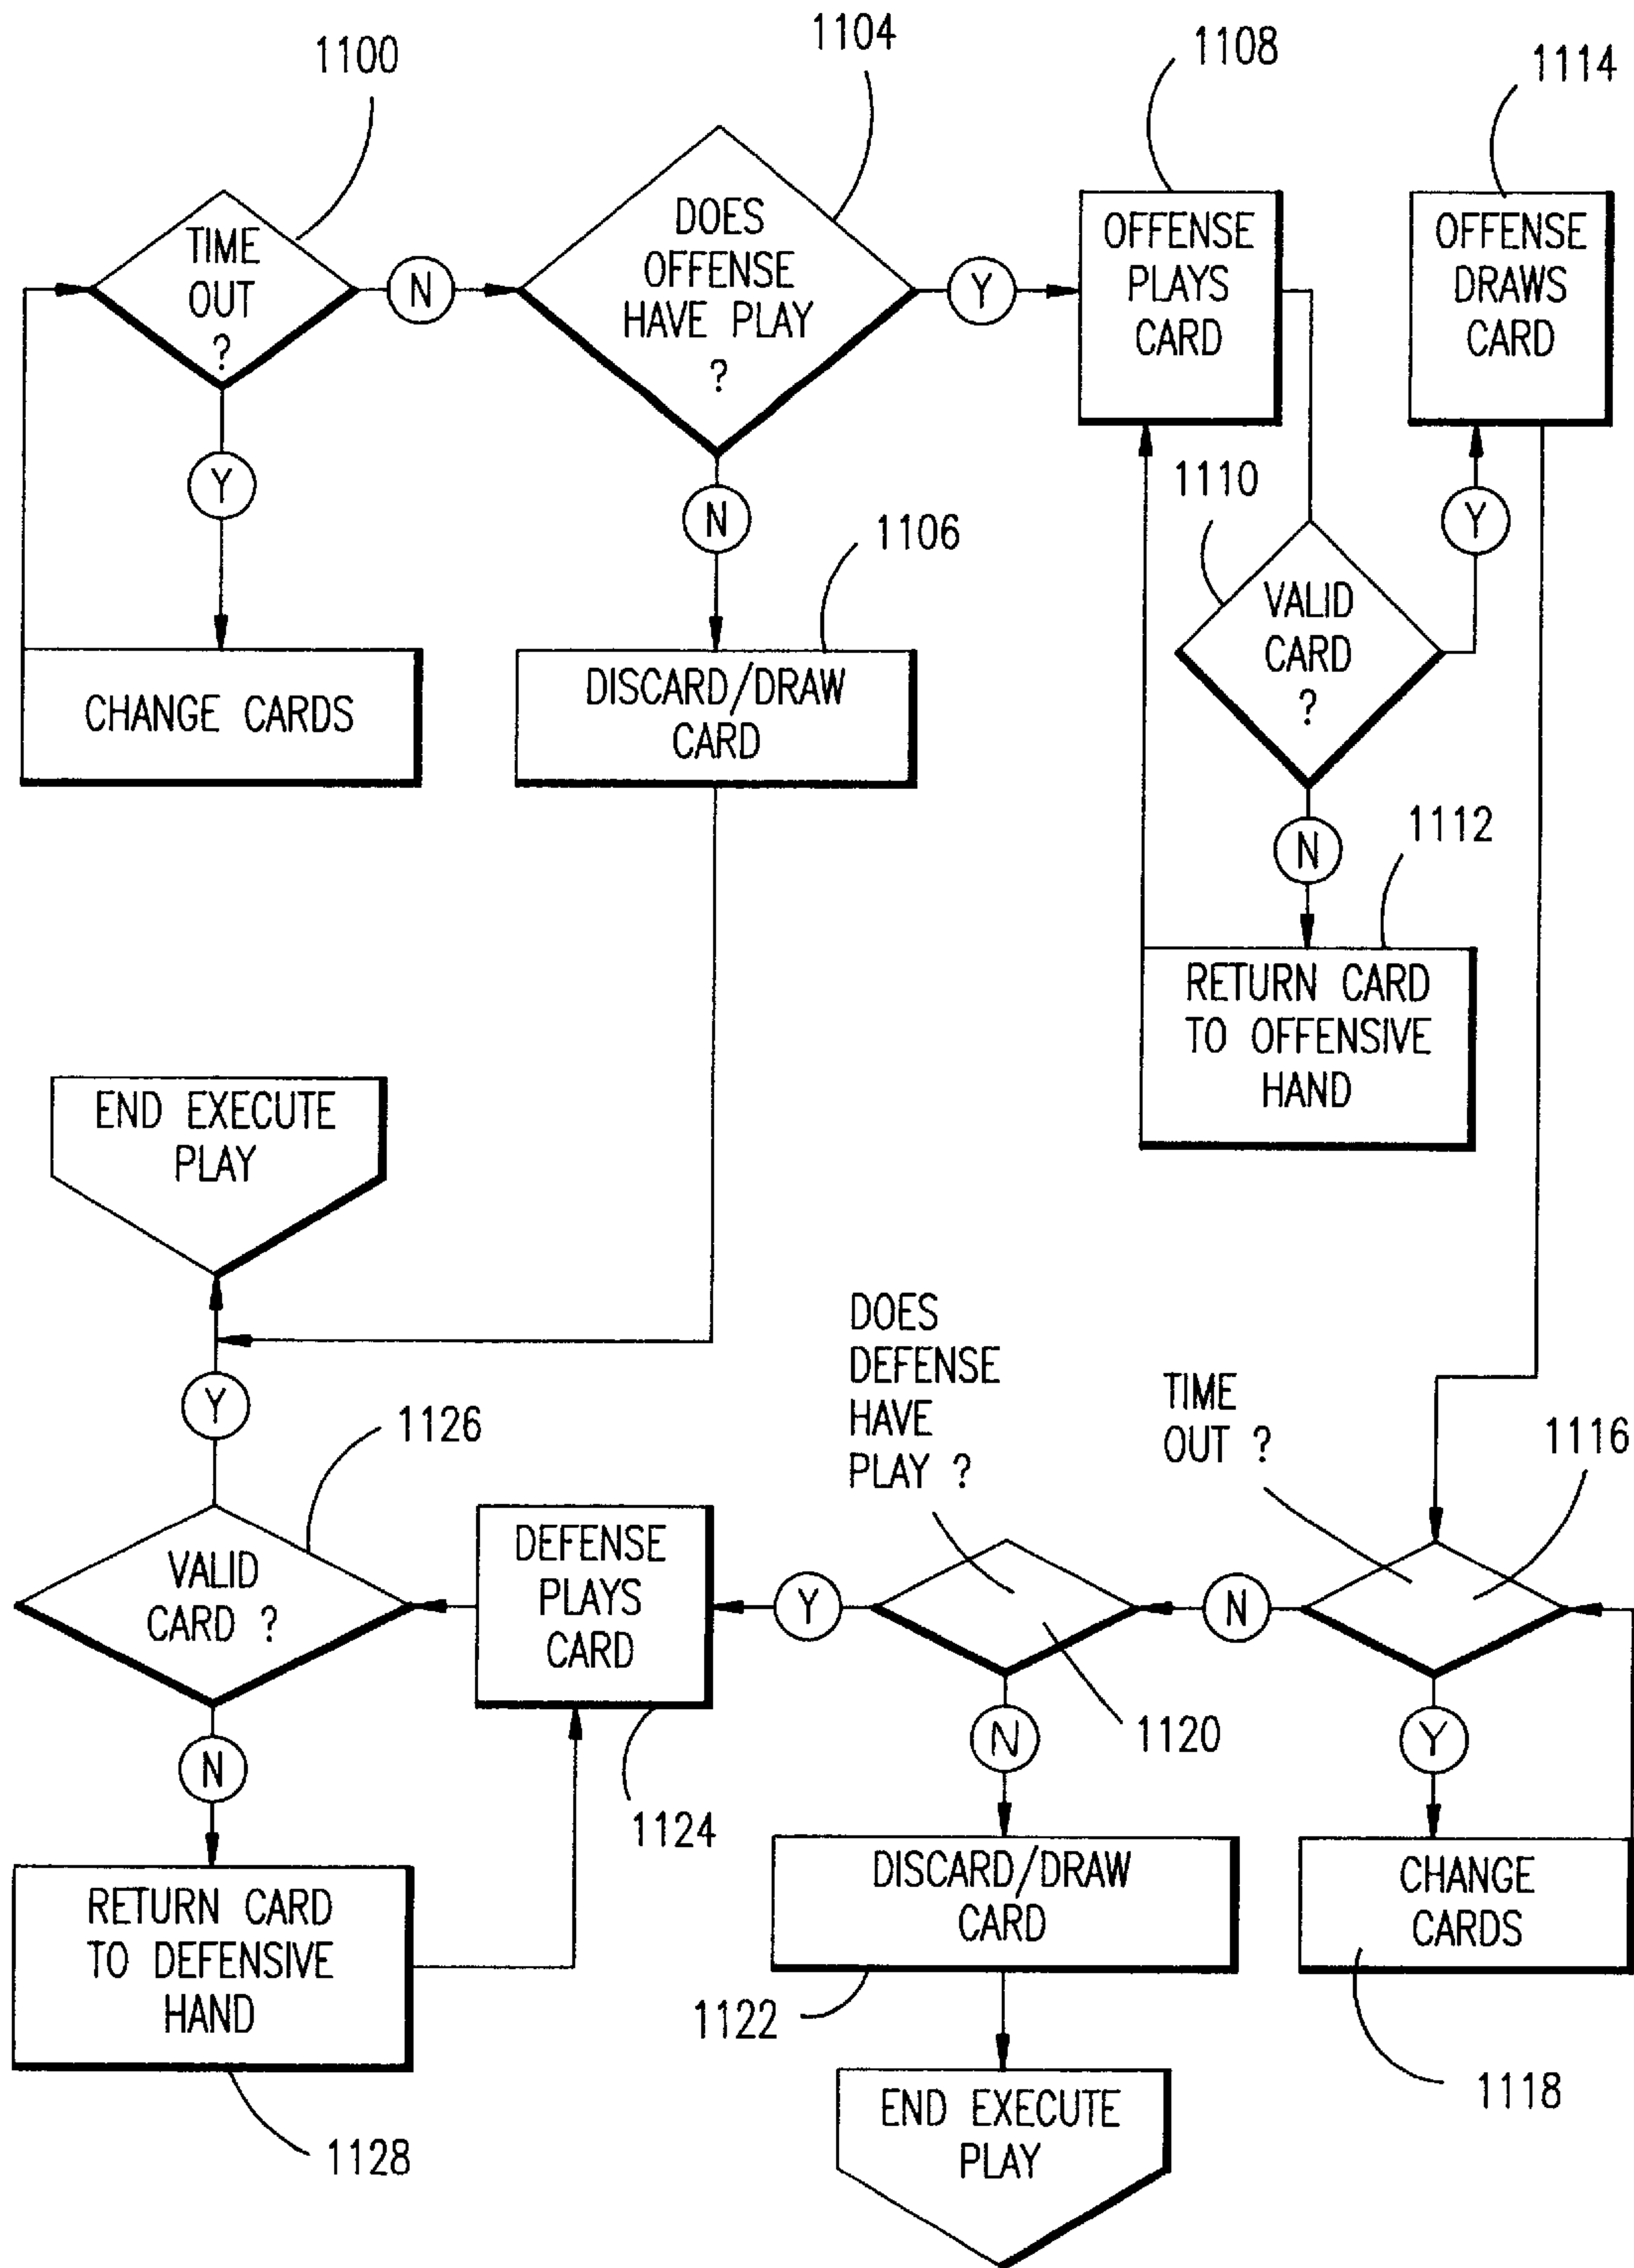 1100
1104
1108
1114
TIME
OUT
?
N
DOES
OFFENSE
HAVE PLAY
?
Y
OFFENSE
PLAYS
CARD
OFFENSE
DRAWS
CARD
Y
N
1106
1110
Y
VALID
CARD
?
CHANGE CARDS
DISCARD/DRAW
CARD
N
1112
RETURN CARD
TO OFFENSIVE
HAND
END EXECUTE
PLAY
Y
1126
DOES
DEFENSE
HAVE
PLAY ?
TIME
OUT ?
1116
VALID
CARD ?
DEFENSE
PLAYS
CARD
Y
N
N
1124
N
1120
Y
RETURN CARD
TO DEFENSIVE
HAND
DISCARD/DRAW
CARD
CHANGE
CARDS
1122
1118
1128
END EXECUTE
PLAY